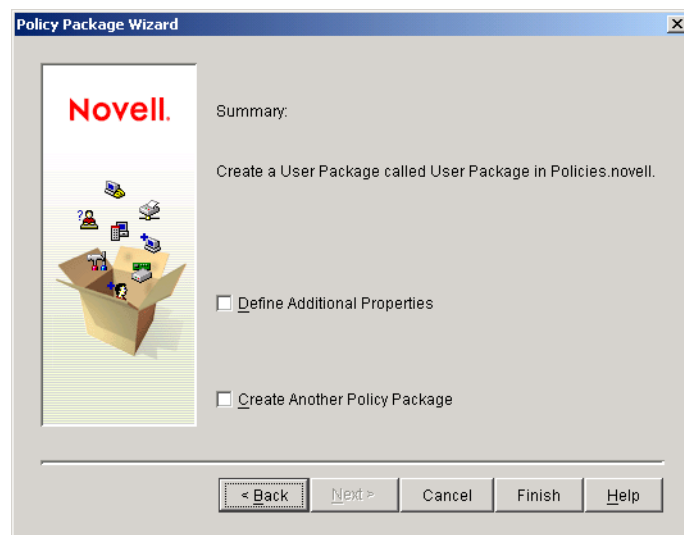 Policy Package Wizard
Novell.
Summary:
Create a User Package called User Package in Policies.novell.
Define Additional Properties
Create Another Policy Package
< Back
Next >
Cancel
Finish
Help